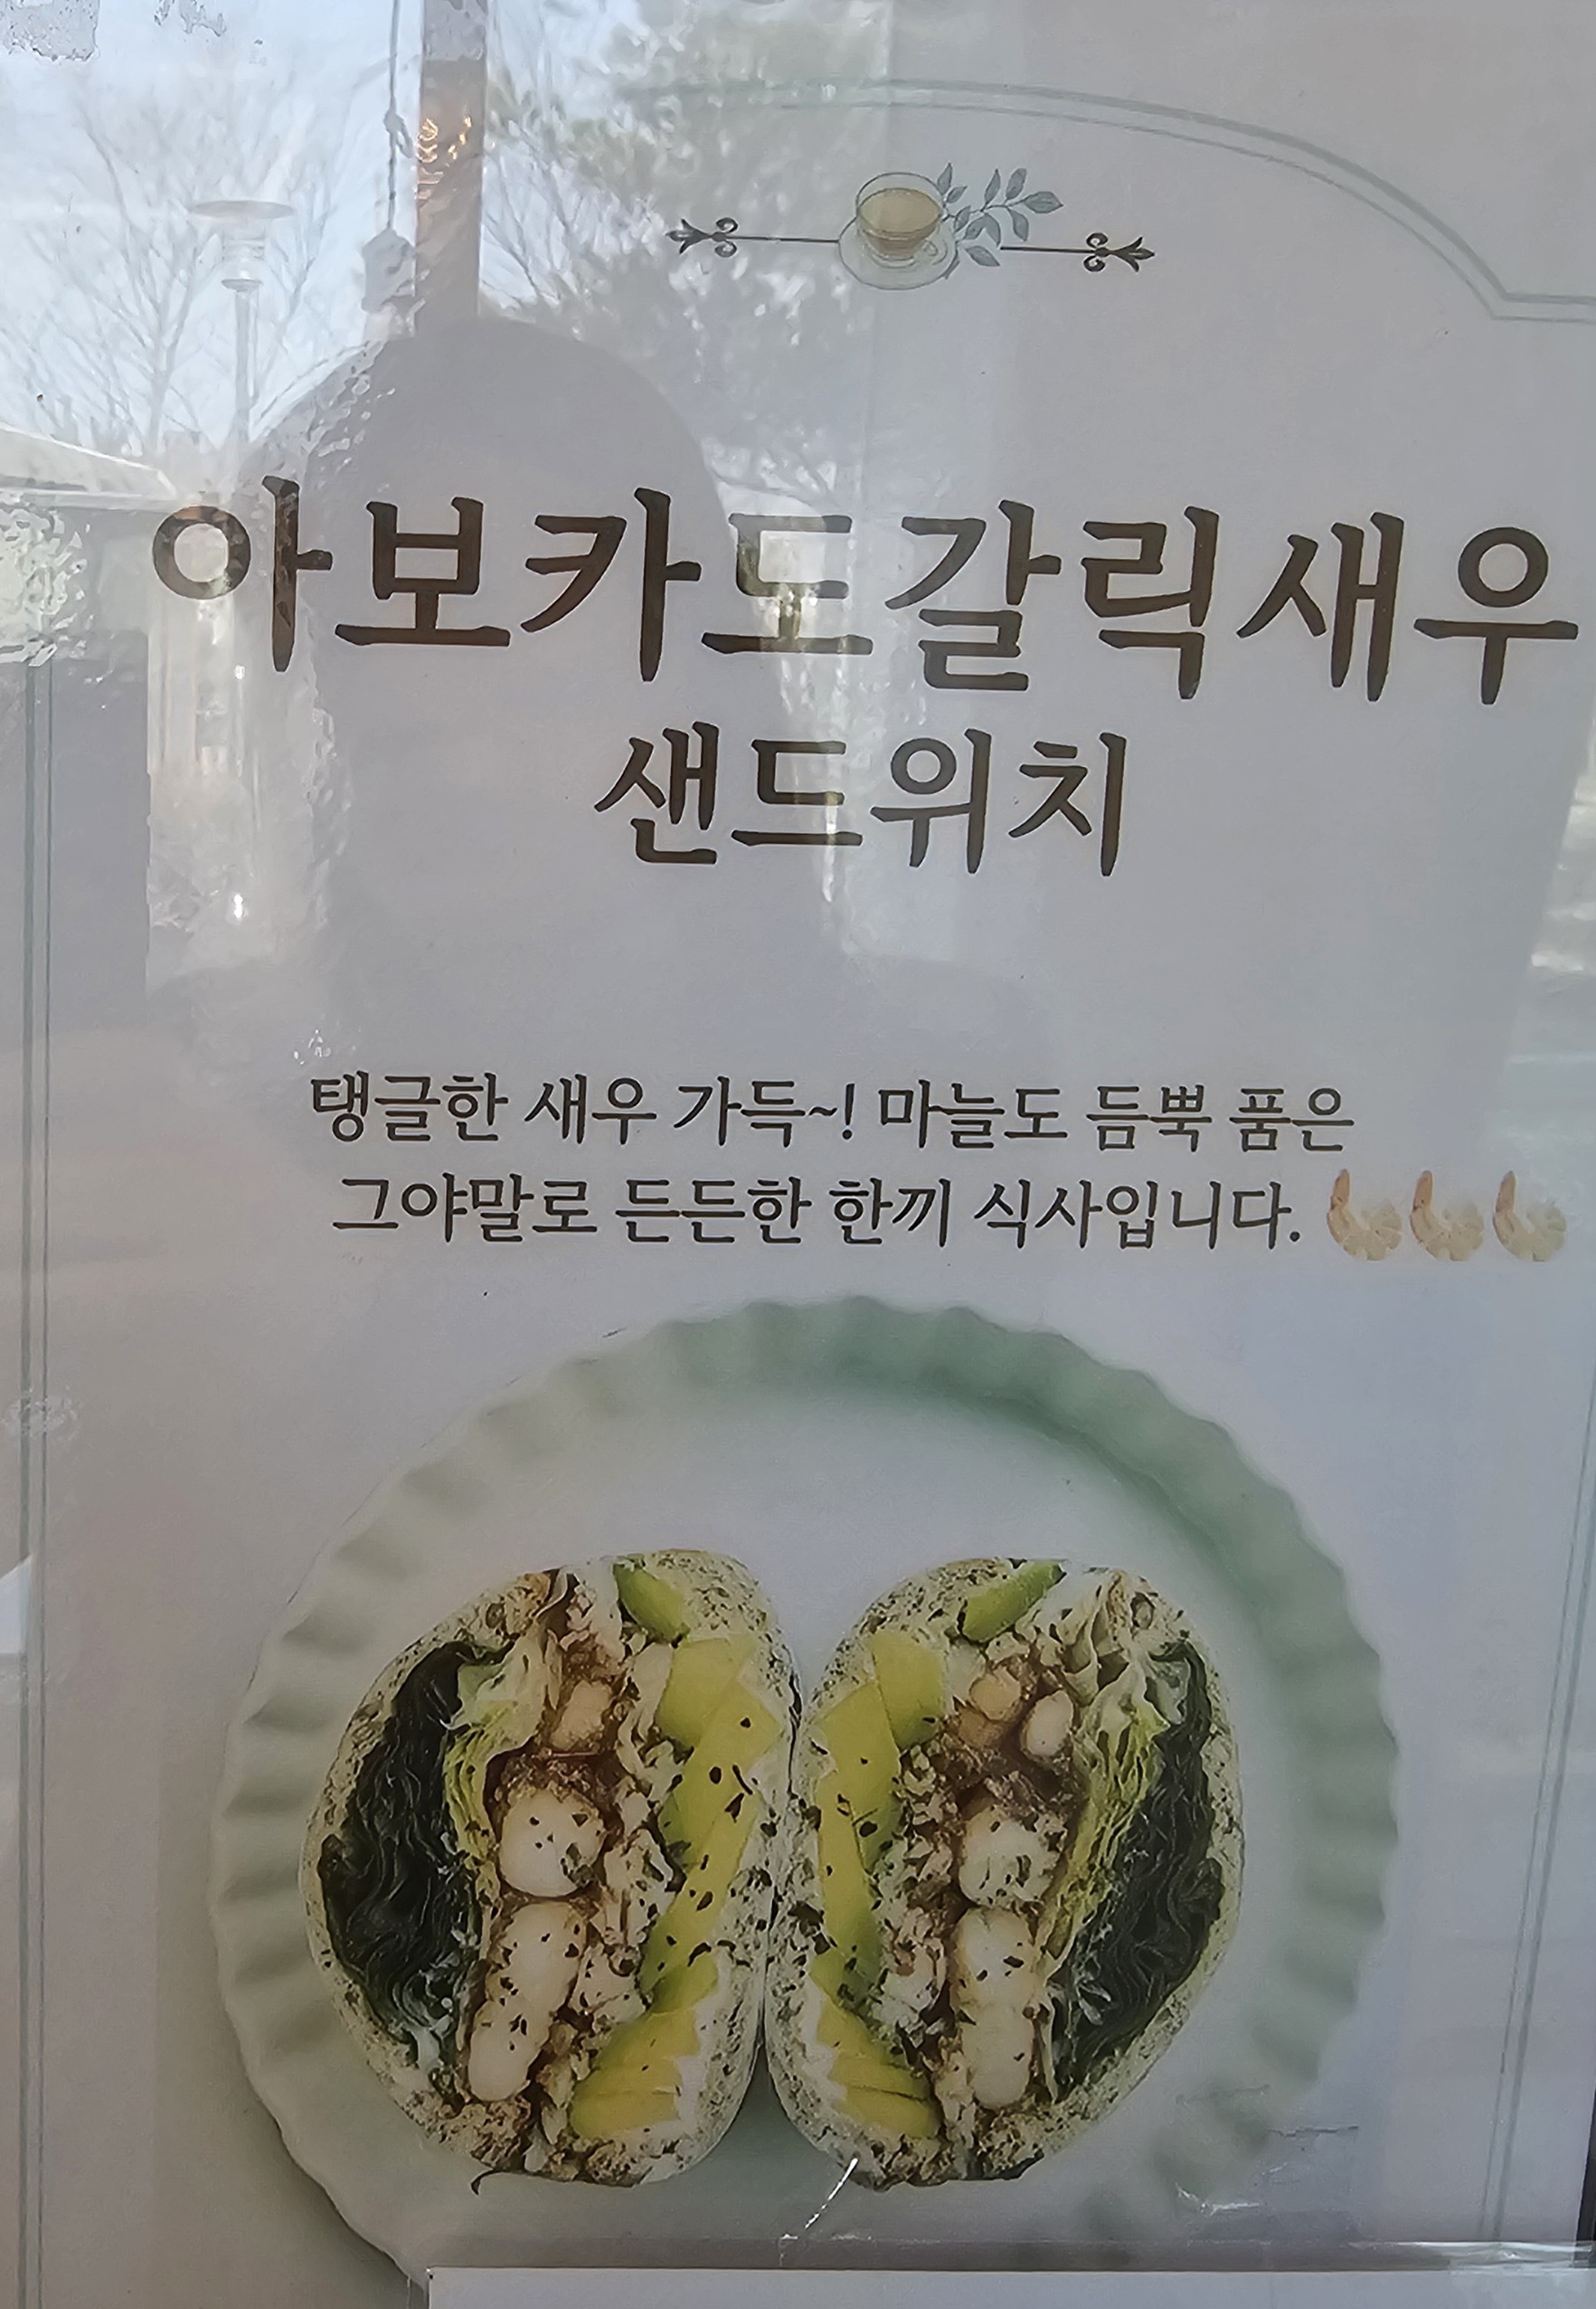 아보카도갈릭새우
샌드위치
탱글한 새우 가득~! 마늘도 듬뿍 품은
그야말로 든든한 한끼 식사입니다.